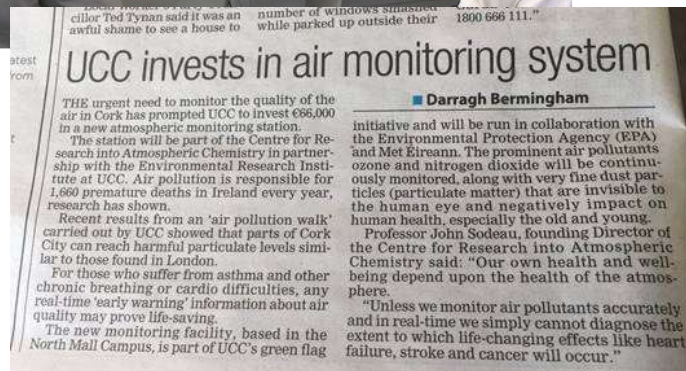 cillor Ted Tynan said it was an
awful shame to see a house to
number of windows smashed
while parked up outside their
1800 666 111."
atest
rom
UCC invests in air monitoring system
THE urgent need to monitor the quality of the
air in Cork has prompted UCC to invest €66,000
in a new atmospheric monitoring station.
The station will be part of the Centre for Re-
search into Atmospheric Chemistry in partner-
ship with the Environmental Research Insti-
tute at UCC. Air pollution is responsible for
1,660 premature deaths in Ireland every year,
research has shown.
Recent results from an 'air pollution walk'
carried out by UCC showed that parts of Cork
City can reach harmful particulate levels simi-
lar to those found in London.
For those who suffer from asthma and other
chronic breathing or cardio difficulties, any
real-time 'early warning' information about air
quality may prove life-saving.
The new monitoring facility, based in the
North Mall Campus, is part of UCC's green flag
Darragh Bermingham
initiative and will be run in collaboration with
the Environmental Protection Agency (EPA)
and Met Éireann. The prominent air pollutants
ozone and nitrogen dioxide will be continu-
ously monitored, along with very fine dust par-
ticles (particulate matter) that are invisible to
the human eye and negatively impact on
human health, especially the old and young.
Professor John Sodeau, founding Director of
the Centre for Research into Atmospheric
Chemistry said: "Our own health and well-
being depend upon the health of the atmos-
phere.
"Unless we monitor air pollutants accurately
and in real-time we simply cannot diagnose the
extent to which life-changing effects like heart
failure, stroke and cancer will occur."